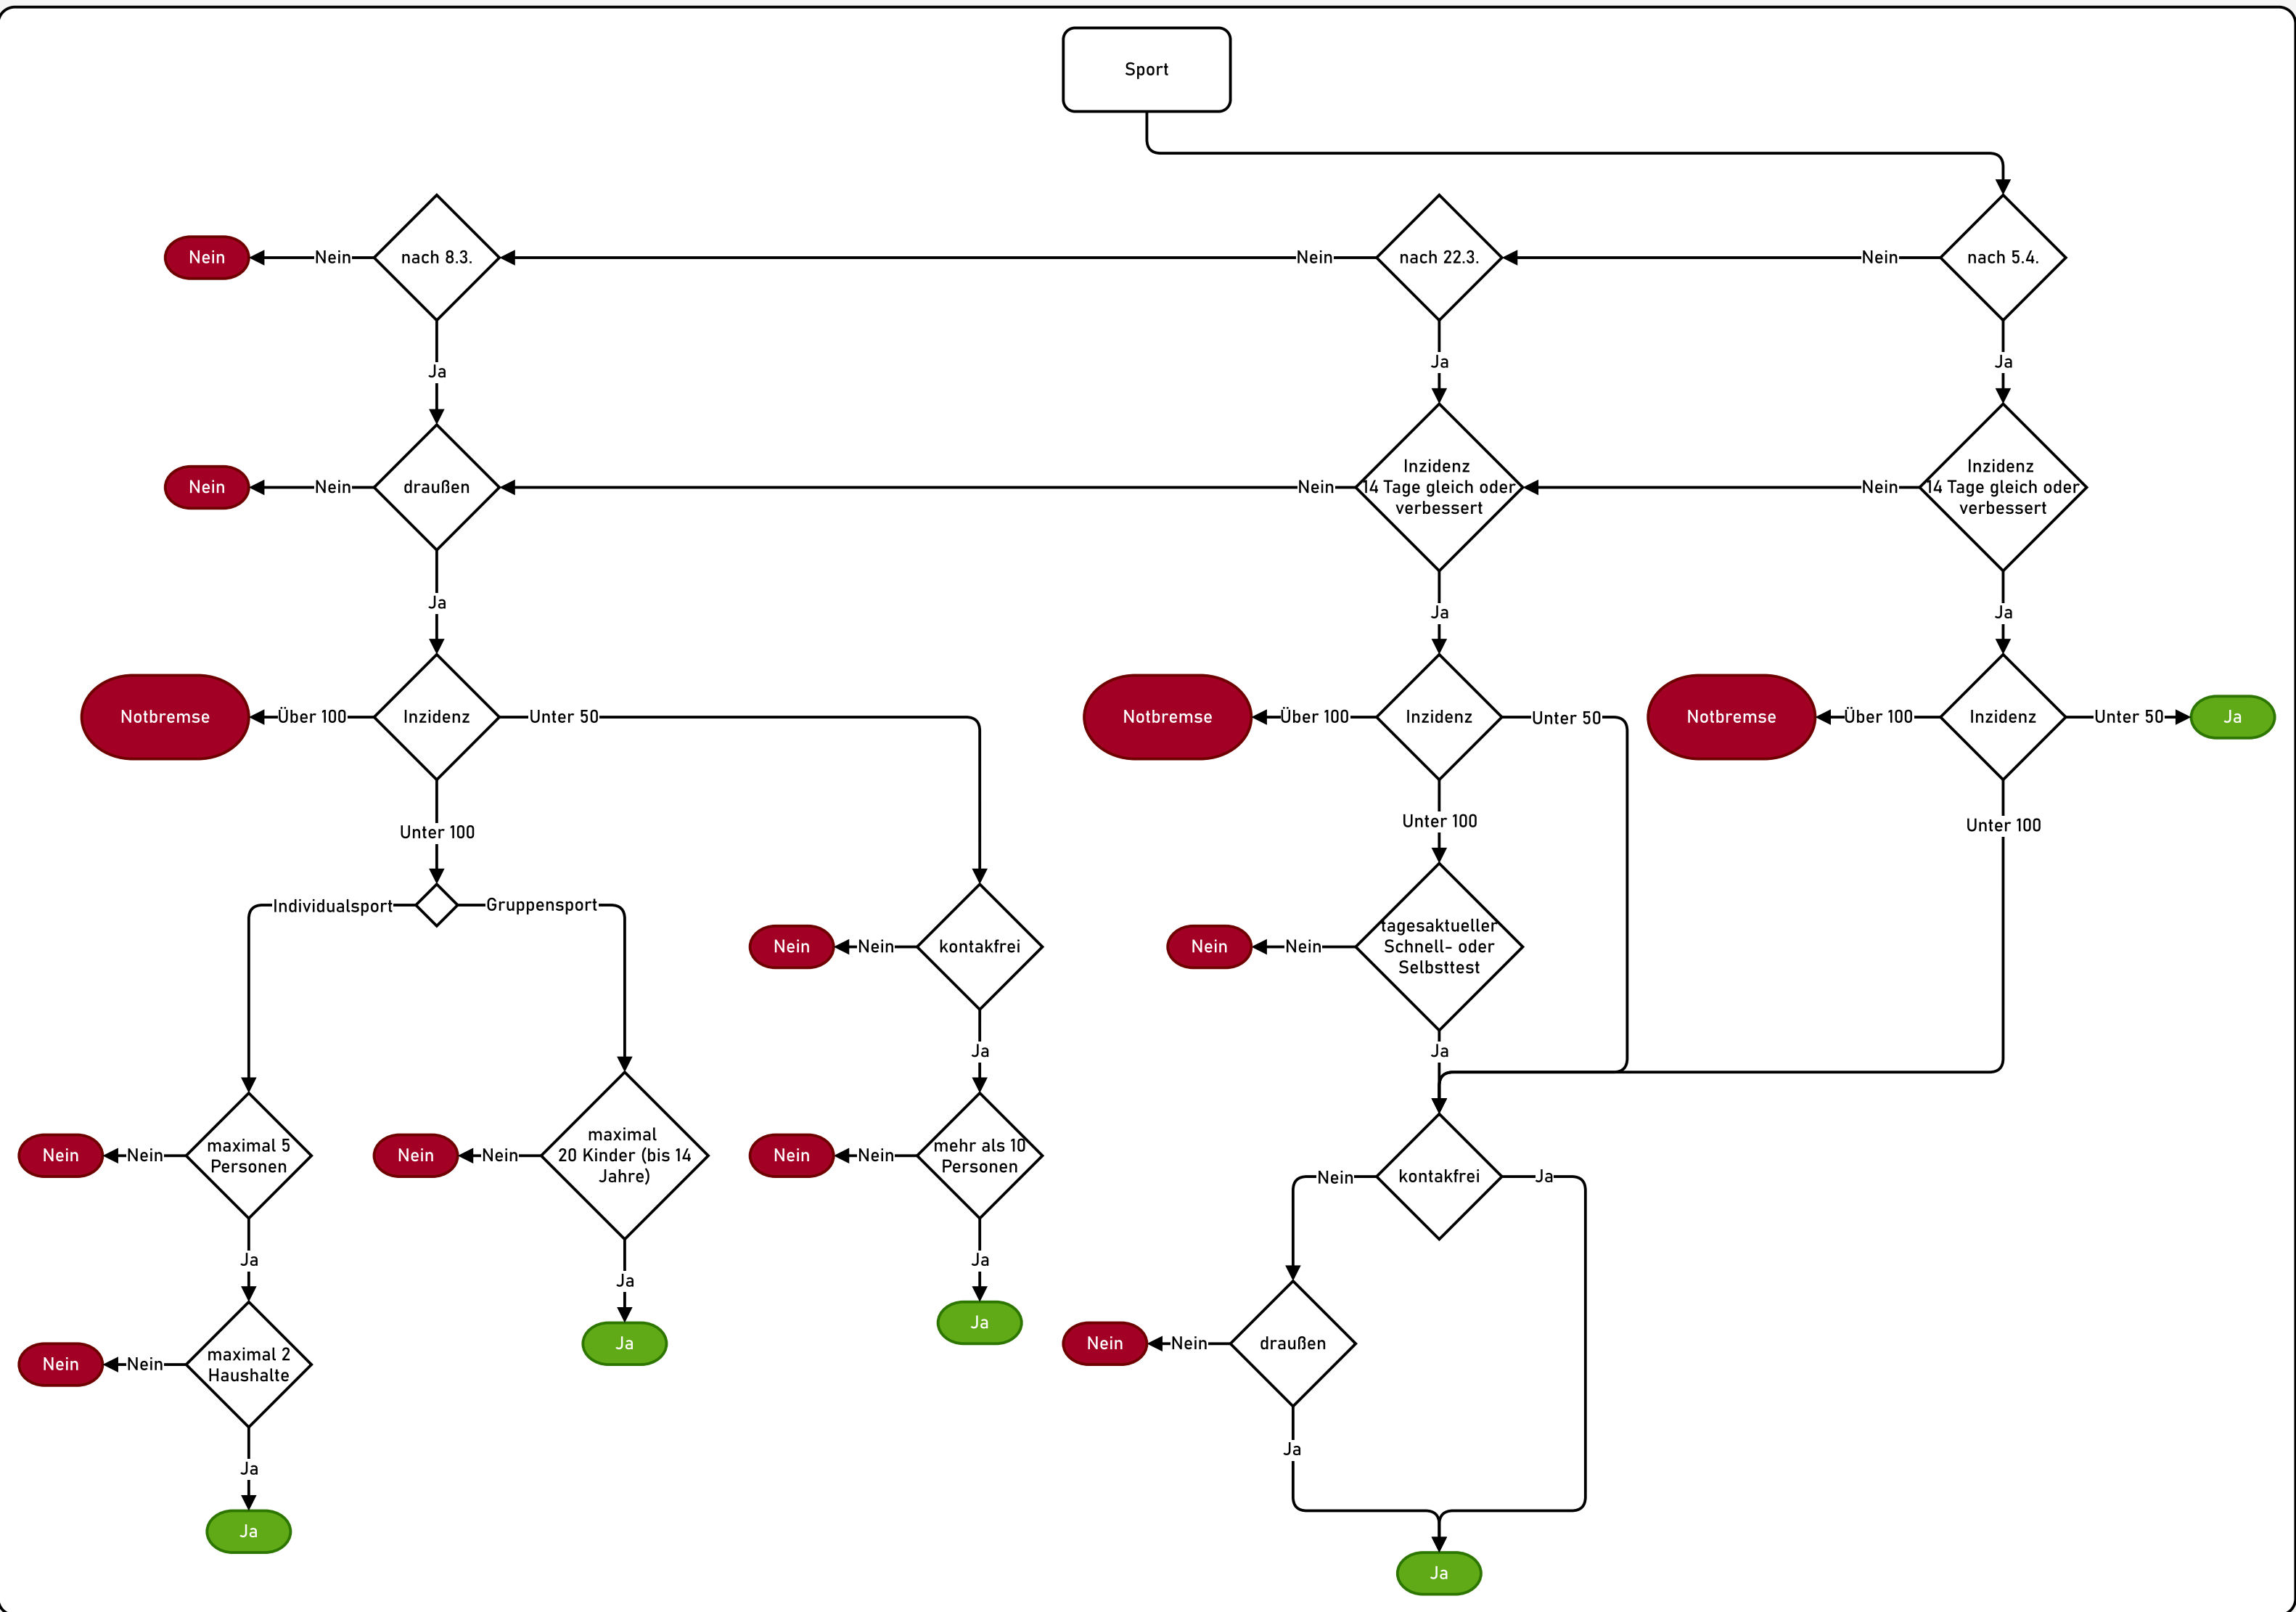 Sport
Nein
Nein
nach 8.3.
Nein
nach 22.3.
Nein
nach 5.4.
Ja
Ja
Ja
Nein
Nein
draußen
Nein
Inzidenz
14 Tage gleich oder
verbessert
Nein
Inzidenz
14 Tage gleich oder
verbessert
Ja
Ja
Ja
Notbremse
Über 100
Inzidenz
Unter 50
Notbremse
Über 100
Inzidenz
Unter 50
Notbremse
Über 100
Inzidenz
Unter 50
Ja
Unter 100
Unter 100
Unter 100
Individualsport
Gruppensport
Nein
Nein
kontakfrei
Nein
Nein
tagesaktueller
Schnell- oder
Selbsttest
Ja
Ja
Nein
Nein
maximal 5
Personen
Nein
Nein
maximal
20 Kinder (bis 14
Jahre)
Nein
Nein
mehr als 10
Personen
Nein
kontakfrei
Ja
Ja
Ja
Ja
Nein
Nein
maximal 2
Haushalte
Ja
Ja
Nein
Nein
draußen
Ja
Ja
Ja
Ja